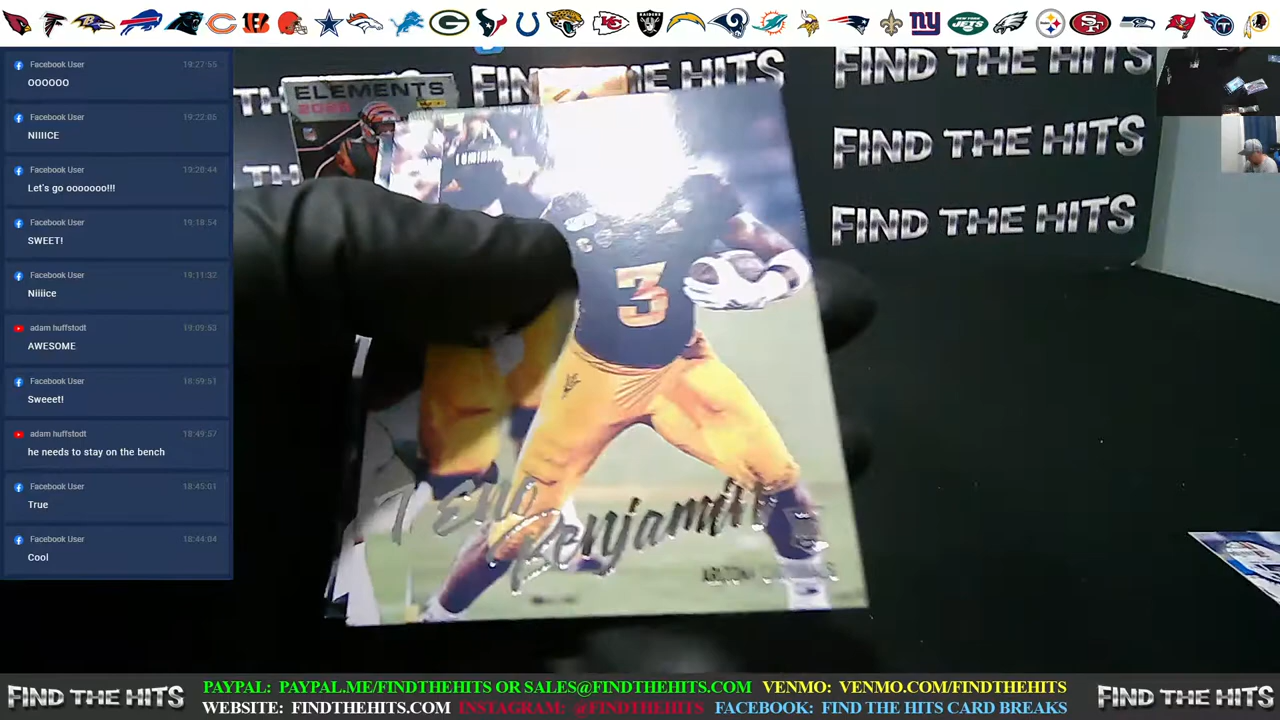 Facebook User 19:27:55
oooooo
Facebook User 19:22:05
NIIIICE
Facebook User 19:20:44
Let's go ooooooo!!!
Facebook User 19:18:54
SWEET!
Facebook User 19:11:32
Niiiice
adam huffstodt 19:09:53
AWESOME
Facebook User 18:59:51
Sweeet!
adam huffstodt 18:49:57
he needs to stay on the bench
Facebook User 18:45:01
True
Facebook User 18:44:04
Cool
ELEMENTS
FIND THE HITS
FIND THE HITS
FIND THE HITS
FIND THE HITS
3
Benjamin
FIND THE HITS
PAYPAL: PAYPAL.ME/FINDTHEHITS OR SALES@FINDTHEHITS.COM VENMO: VENMO.COM/FINDTHEHITS
WEBSITE: FINDTHEHITS.COM INSTAGRAM: @FINDTHEHITS FACEBOOK: FIND THE HITS CARD BREAKS
FIND THE HITS